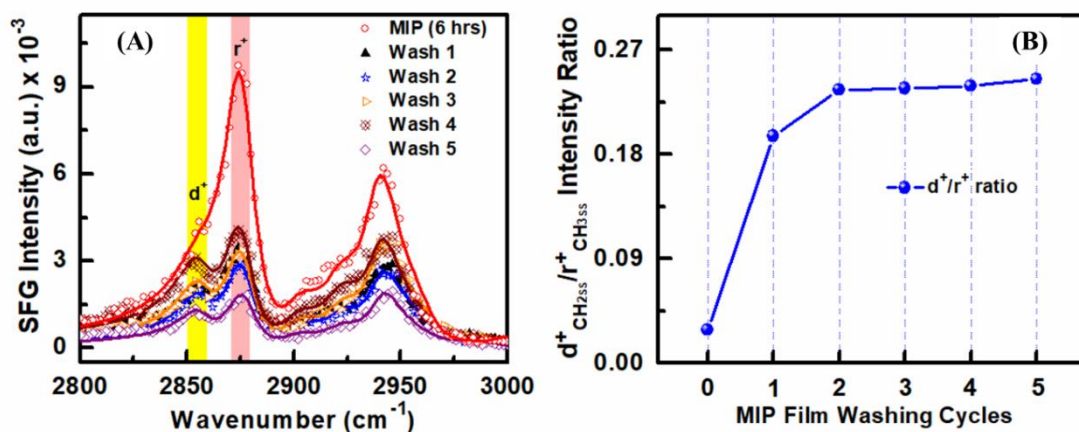 (A)
SFG Intensity (a.u.) x 10⁻³
9
6
3
0
2800 2850 2900 2950 3000
Wavenumber (cm⁻¹)
d⁺
r⁺
MIP (6 hrs)
Wash 1
Wash 2
Wash 3
Wash 4
Wash 5
(B)
d⁺ CH2ss/r⁺ CH3ss Intensity Ratio
0.27
0.18
0.09
0.00
d⁺/r⁺ ratio
0 1 2 3 4 5
MIP Film Washing Cycles